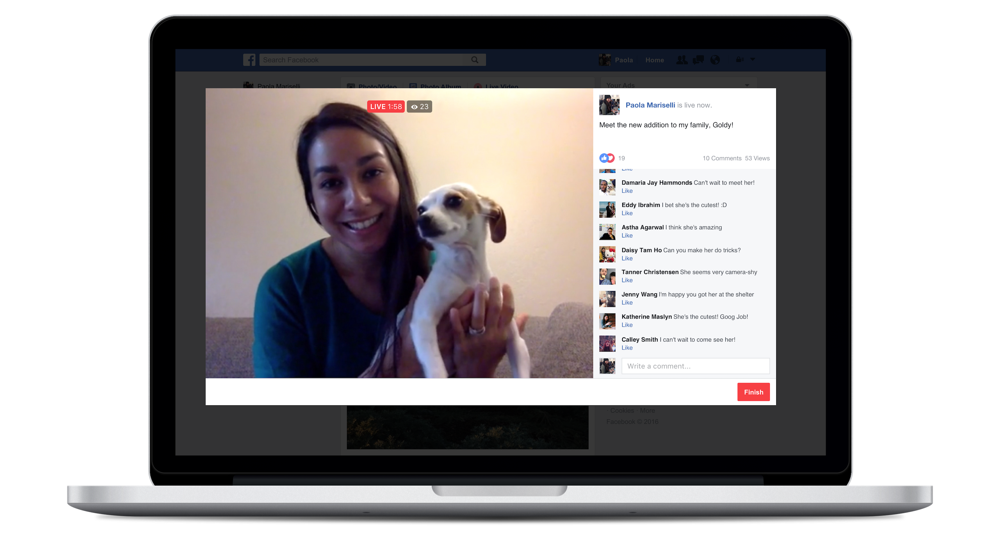 Search Facebook
Paola
Home
Paola Mariselli
Photo/Video
Photo Album
Live Video
Your Ads
LIVE 1:58
23
Paola Mariselli is live now.
Meet the new addition to my family, Goldy!
19
10 Comments 53 Views
Like
Damaria Jay Hammonds Can't wait to meet her!
Like
Eddy Ibrahim I bet she's the cutest! :D
Like
Astha Agarwal I think she's amazing
Like
Daisy Tam Ho Can you make her do tricks?
Like
Tanner Christensen She seems very camera-shy
Like
Jenny Wang I'm happy you got her at the shelter
Like
Katherine Maslyn She's the cutest! Goog Job!
Like
Calley Smith I can't wait to come see her!
Like
Write a comment...
Finish
· Cookies · More
Facebook © 2016